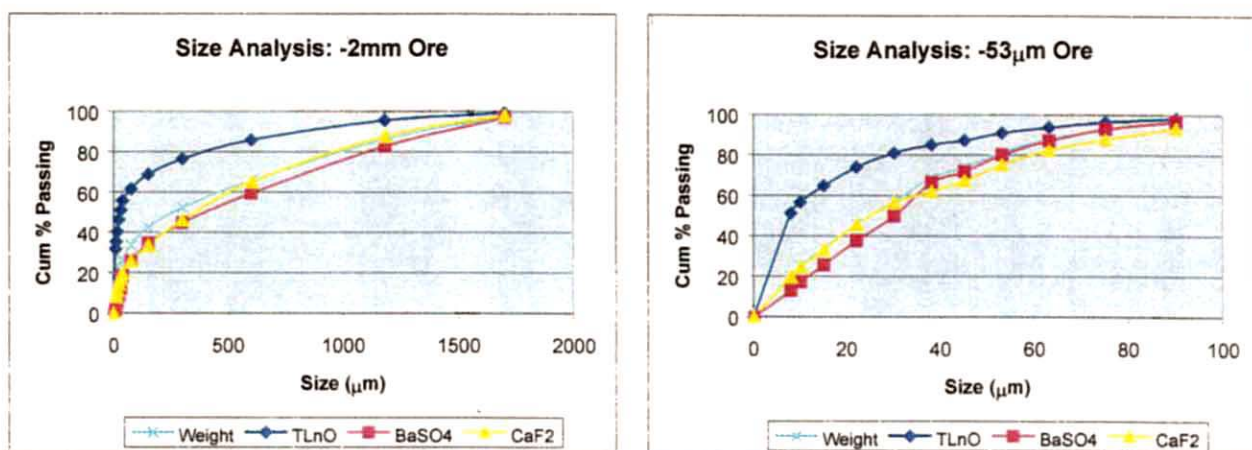 Size Analysis: -2mm Ore
Cum % Passing
100
80
60
40
20
0
0 500 1000 1500 2000
Size (μm)
Weight TLnO BaSO4 CaF2
Size Analysis: -53μm Ore
Cum % Passing
100
80
60
40
20
0
0 20 40 60 80 100
Size (μm)
Weight TLnO BaSO4 CaF2